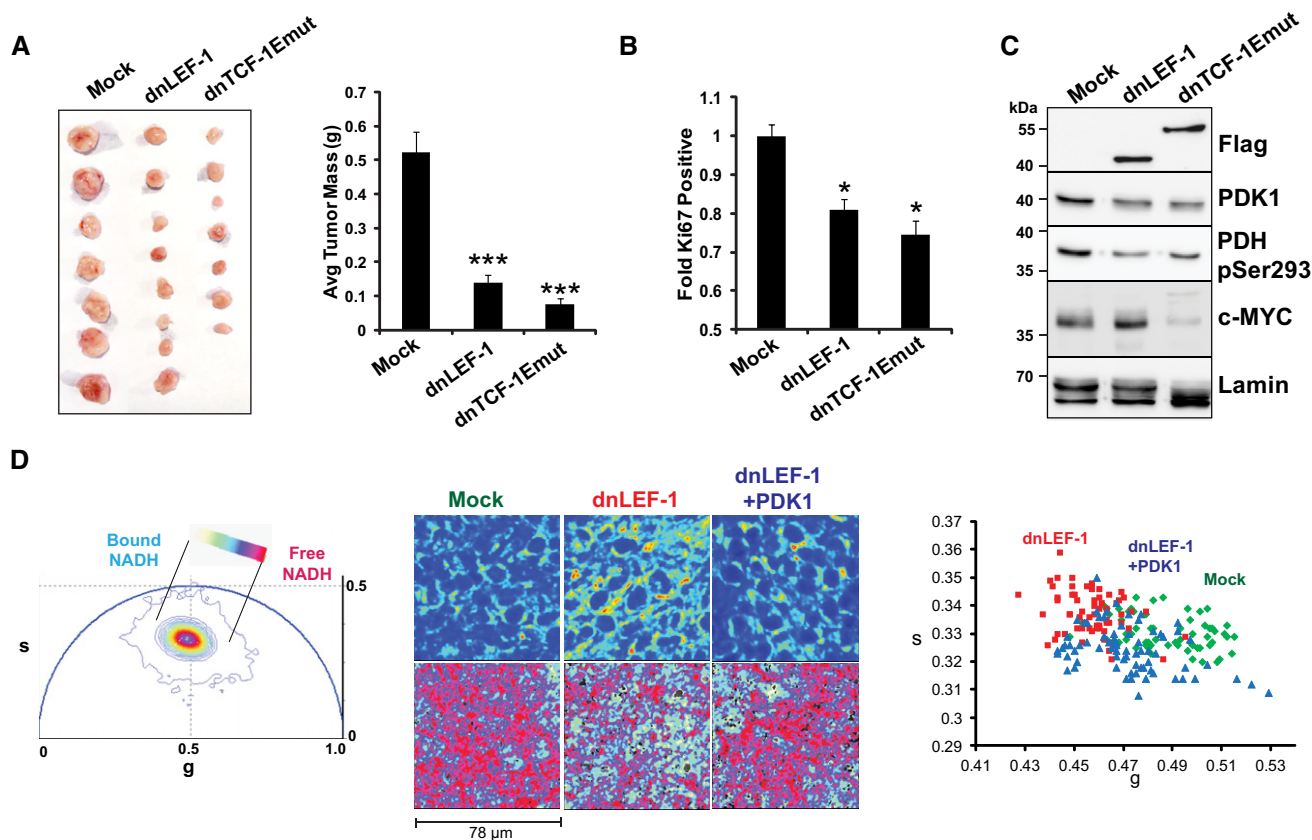 A
Mock
dnLEF-1
dnTCF-1Emut
Avg Tumor Mass (g)
0.7
0.6
0.5
0.4
0.3
0.2
0.1
0
***
***
Mock
dnLEF-1
dnTCF-1Emut
B
Fold Ki67 Positive
1.1
1
0.9
0.8
0.7
0.6
0.5
*
*
Mock
dnLEF-1
dnTCF-1Emut
C
Mock
dnLEF-1
dnTCF-1Emut
kDa
55
40
Flag
40
PDK1
40
35
PDH
pSer293
35
c-MYC
70
Lamin
D
Bound
NADH
Free
NADH
s
0.5
0
0
0.5
1.0
g
Mock
dnLEF-1
dnLEF-1
+PDK1
78 µm
s
0.37
0.36
0.35
0.34
0.33
0.32
0.31
0.3
0.29
dnLEF-1
dnLEF-1
+PDK1
Mock
0.41
0.43
0.45
0.47
0.49
0.51
0.53
g